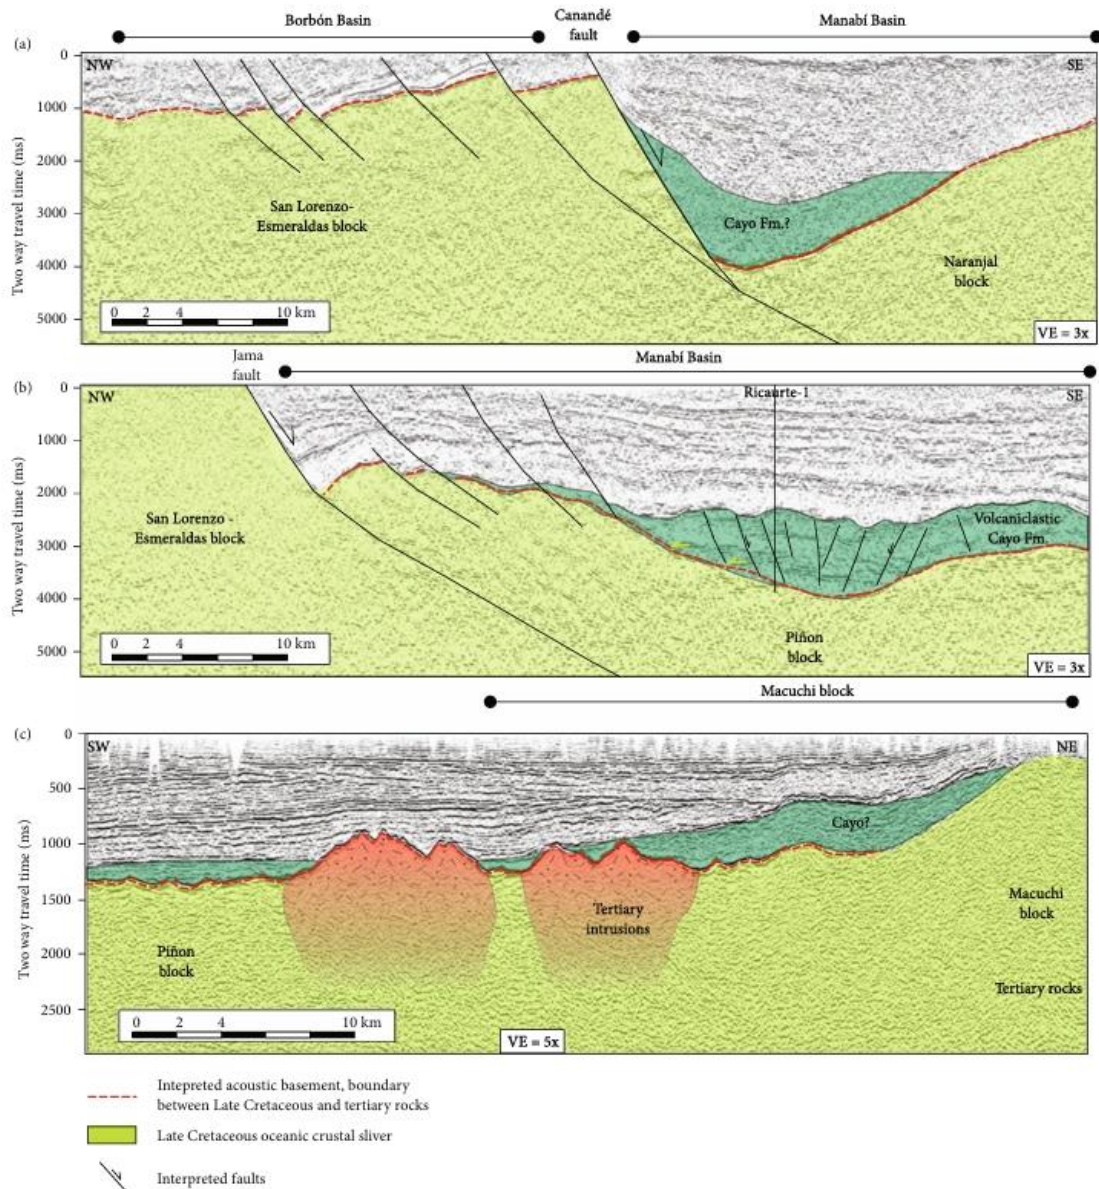 Borbón Basin
Canandé
fault
Manabí Basin
(a)
0
NW
SE
1000
2000
3000
4000
5000
Two way travel time (ms)
San Lorenzo-
Esmeraldas block
Cayo Fm.?
Naranjal
block
0 2 4 10 km
VE = 3x
Jama
fault
Manabí Basin
(b)
0
NW
Ricaurte-1
SE
1000
2000
3000
4000
5000
Two way travel time (ms)
San Lorenzo -
Esmeraldas block
Volcaniclastic
Cayo Fm.
Piñon
block
0 2 4 10 km
VE = 3x
Macuchi block
(c)
0
SW
NE
500
1000
1500
2000
2500
Two way travel time (ms)
Cayo?
Tertiary
intrusions
Piñon
block
Macuchi
block
Tertiary rocks
0 2 4 10 km
VE = 5x
Intepreted acoustic basement, boundary
between Late Cretaceous and tertiary rocks
Late Cretaceous oceanic crustal sliver
Interpreted faults